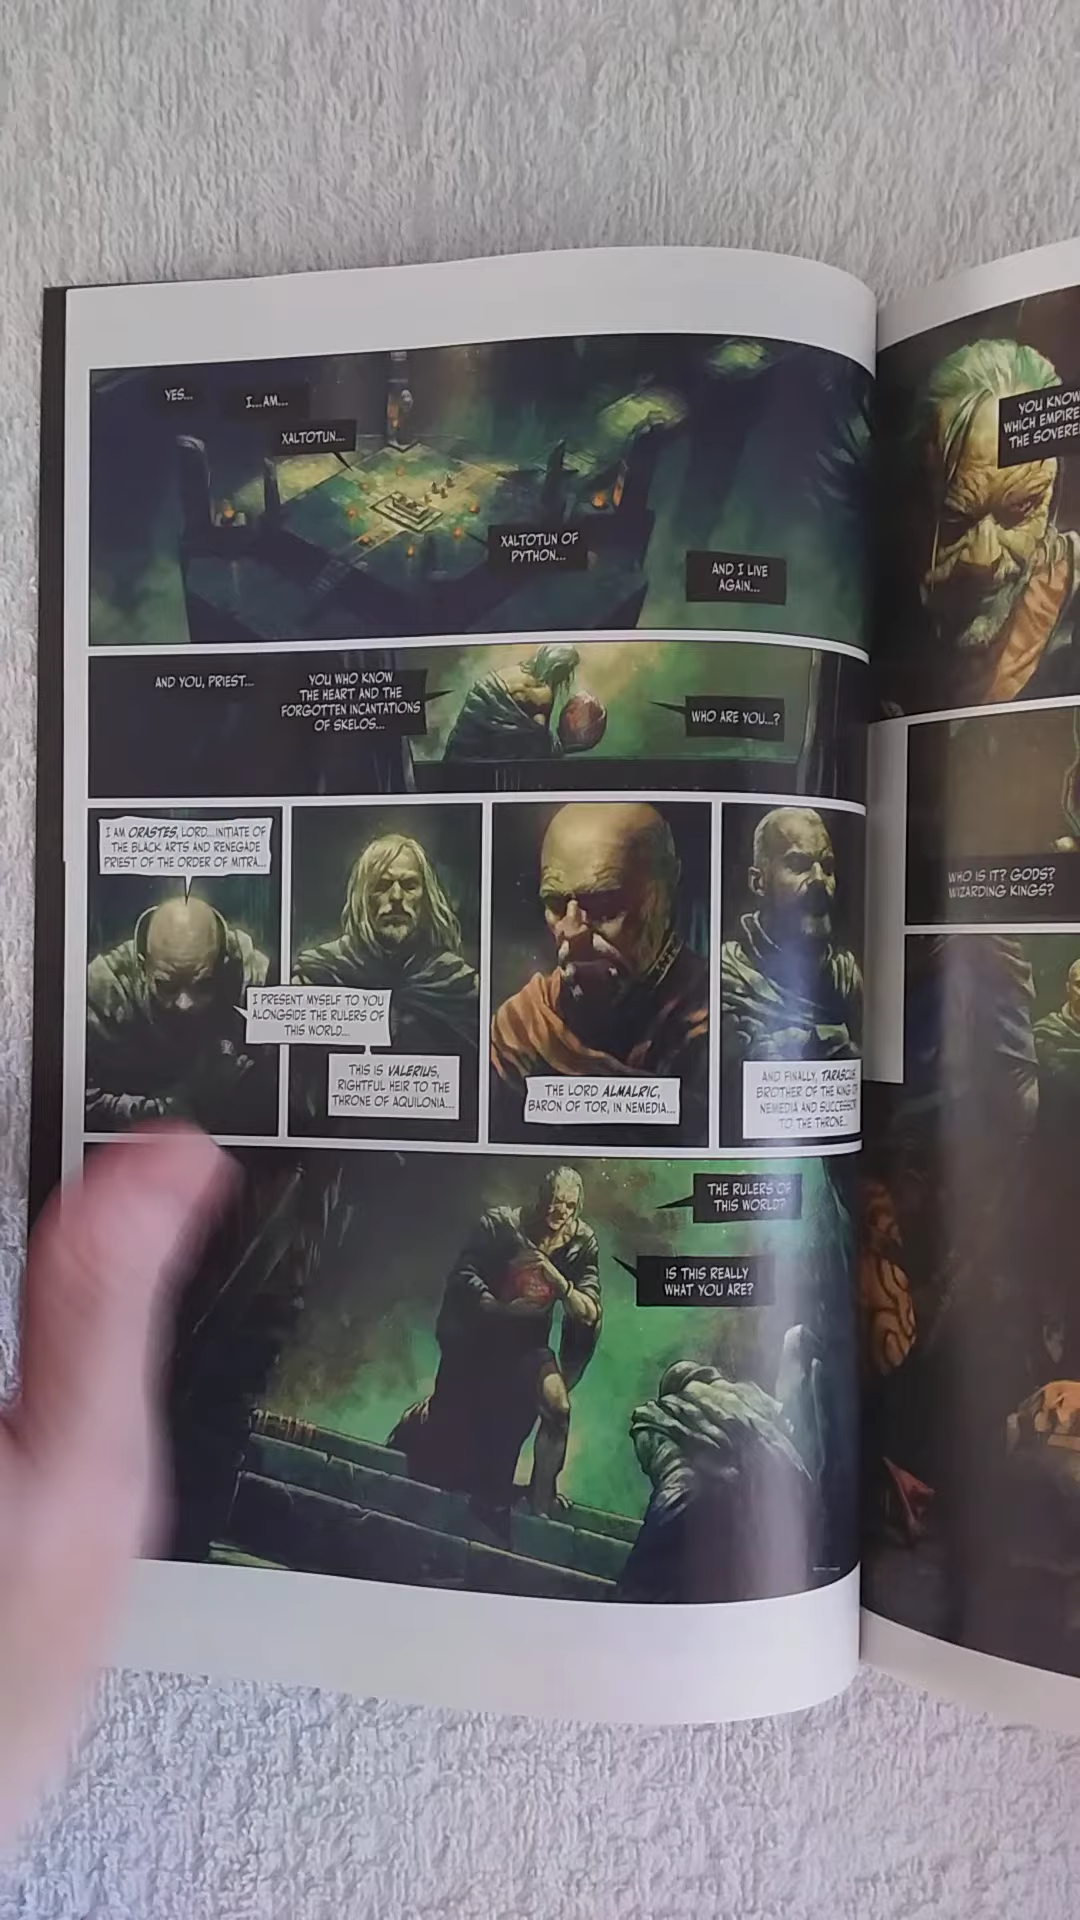 YES...
I...AM...
XALTOTUN...
XALTOTUN OF
PYTHON...
AND I LIVE
AGAIN...
AND YOU, PRIEST...
YOU WHO KNOW
THE HEART AND THE
FORGOTTEN INCANTATIONS
OF SKELOS...
WHO ARE YOU...?
I AM ORASTES, LORD...INITIATE OF
THE BLACK ARTS AND RENEGADE
PRIEST OF THE ORDER OF MITRA...
I PRESENT MYSELF TO YOU
ALONGSIDE THE RULERS OF
THIS WORLD...
THIS IS VALERIUS,
RIGHTFUL HEIR TO THE
THRONE OF AQUILONIA...
THE LORD ALMALRIC,
BARON OF TOR, IN NEMEDIA...
AND FINALLY, TARASCUS
BROTHER OF THE KING OF
NEMEDIA AND SUCCESSOR
TO THE THRONE...
THE RULERS OF
THIS WORLD?
IS THIS REALLY
WHAT YOU ARE?
YOU KNOW
WHICH EMPIRE
THE
WHO IS IT? GODS?
WIZARDING KINGS?